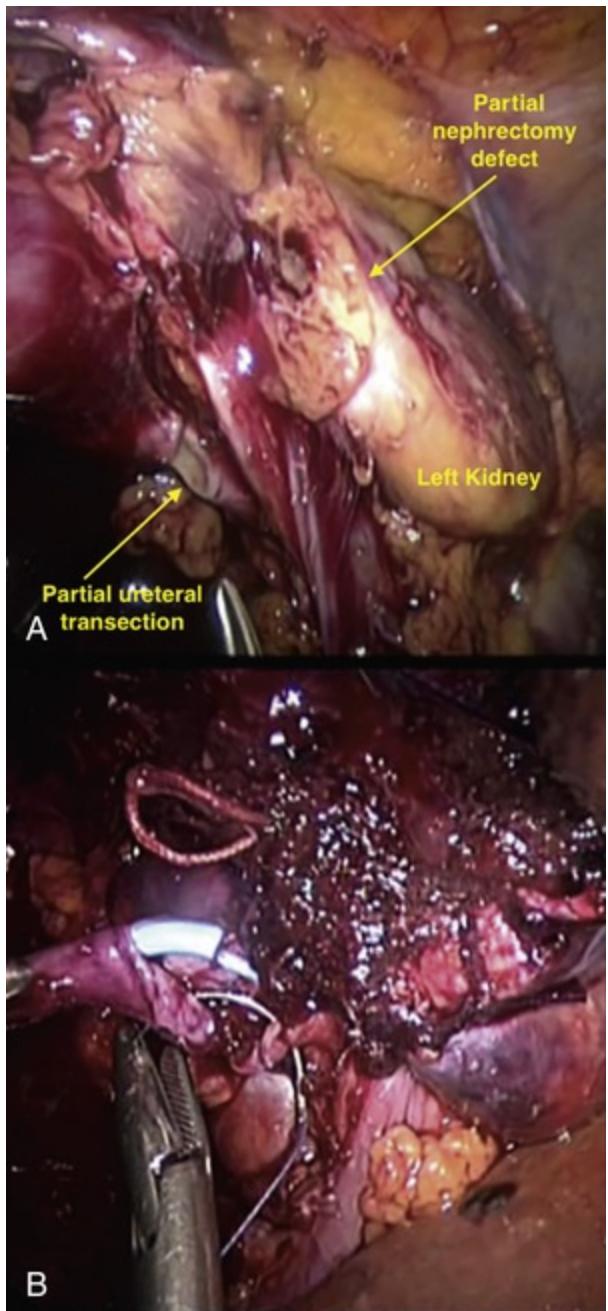 Partial
nephrectomy
defect
Left Kidney
Partial ureteral
transection
A
B